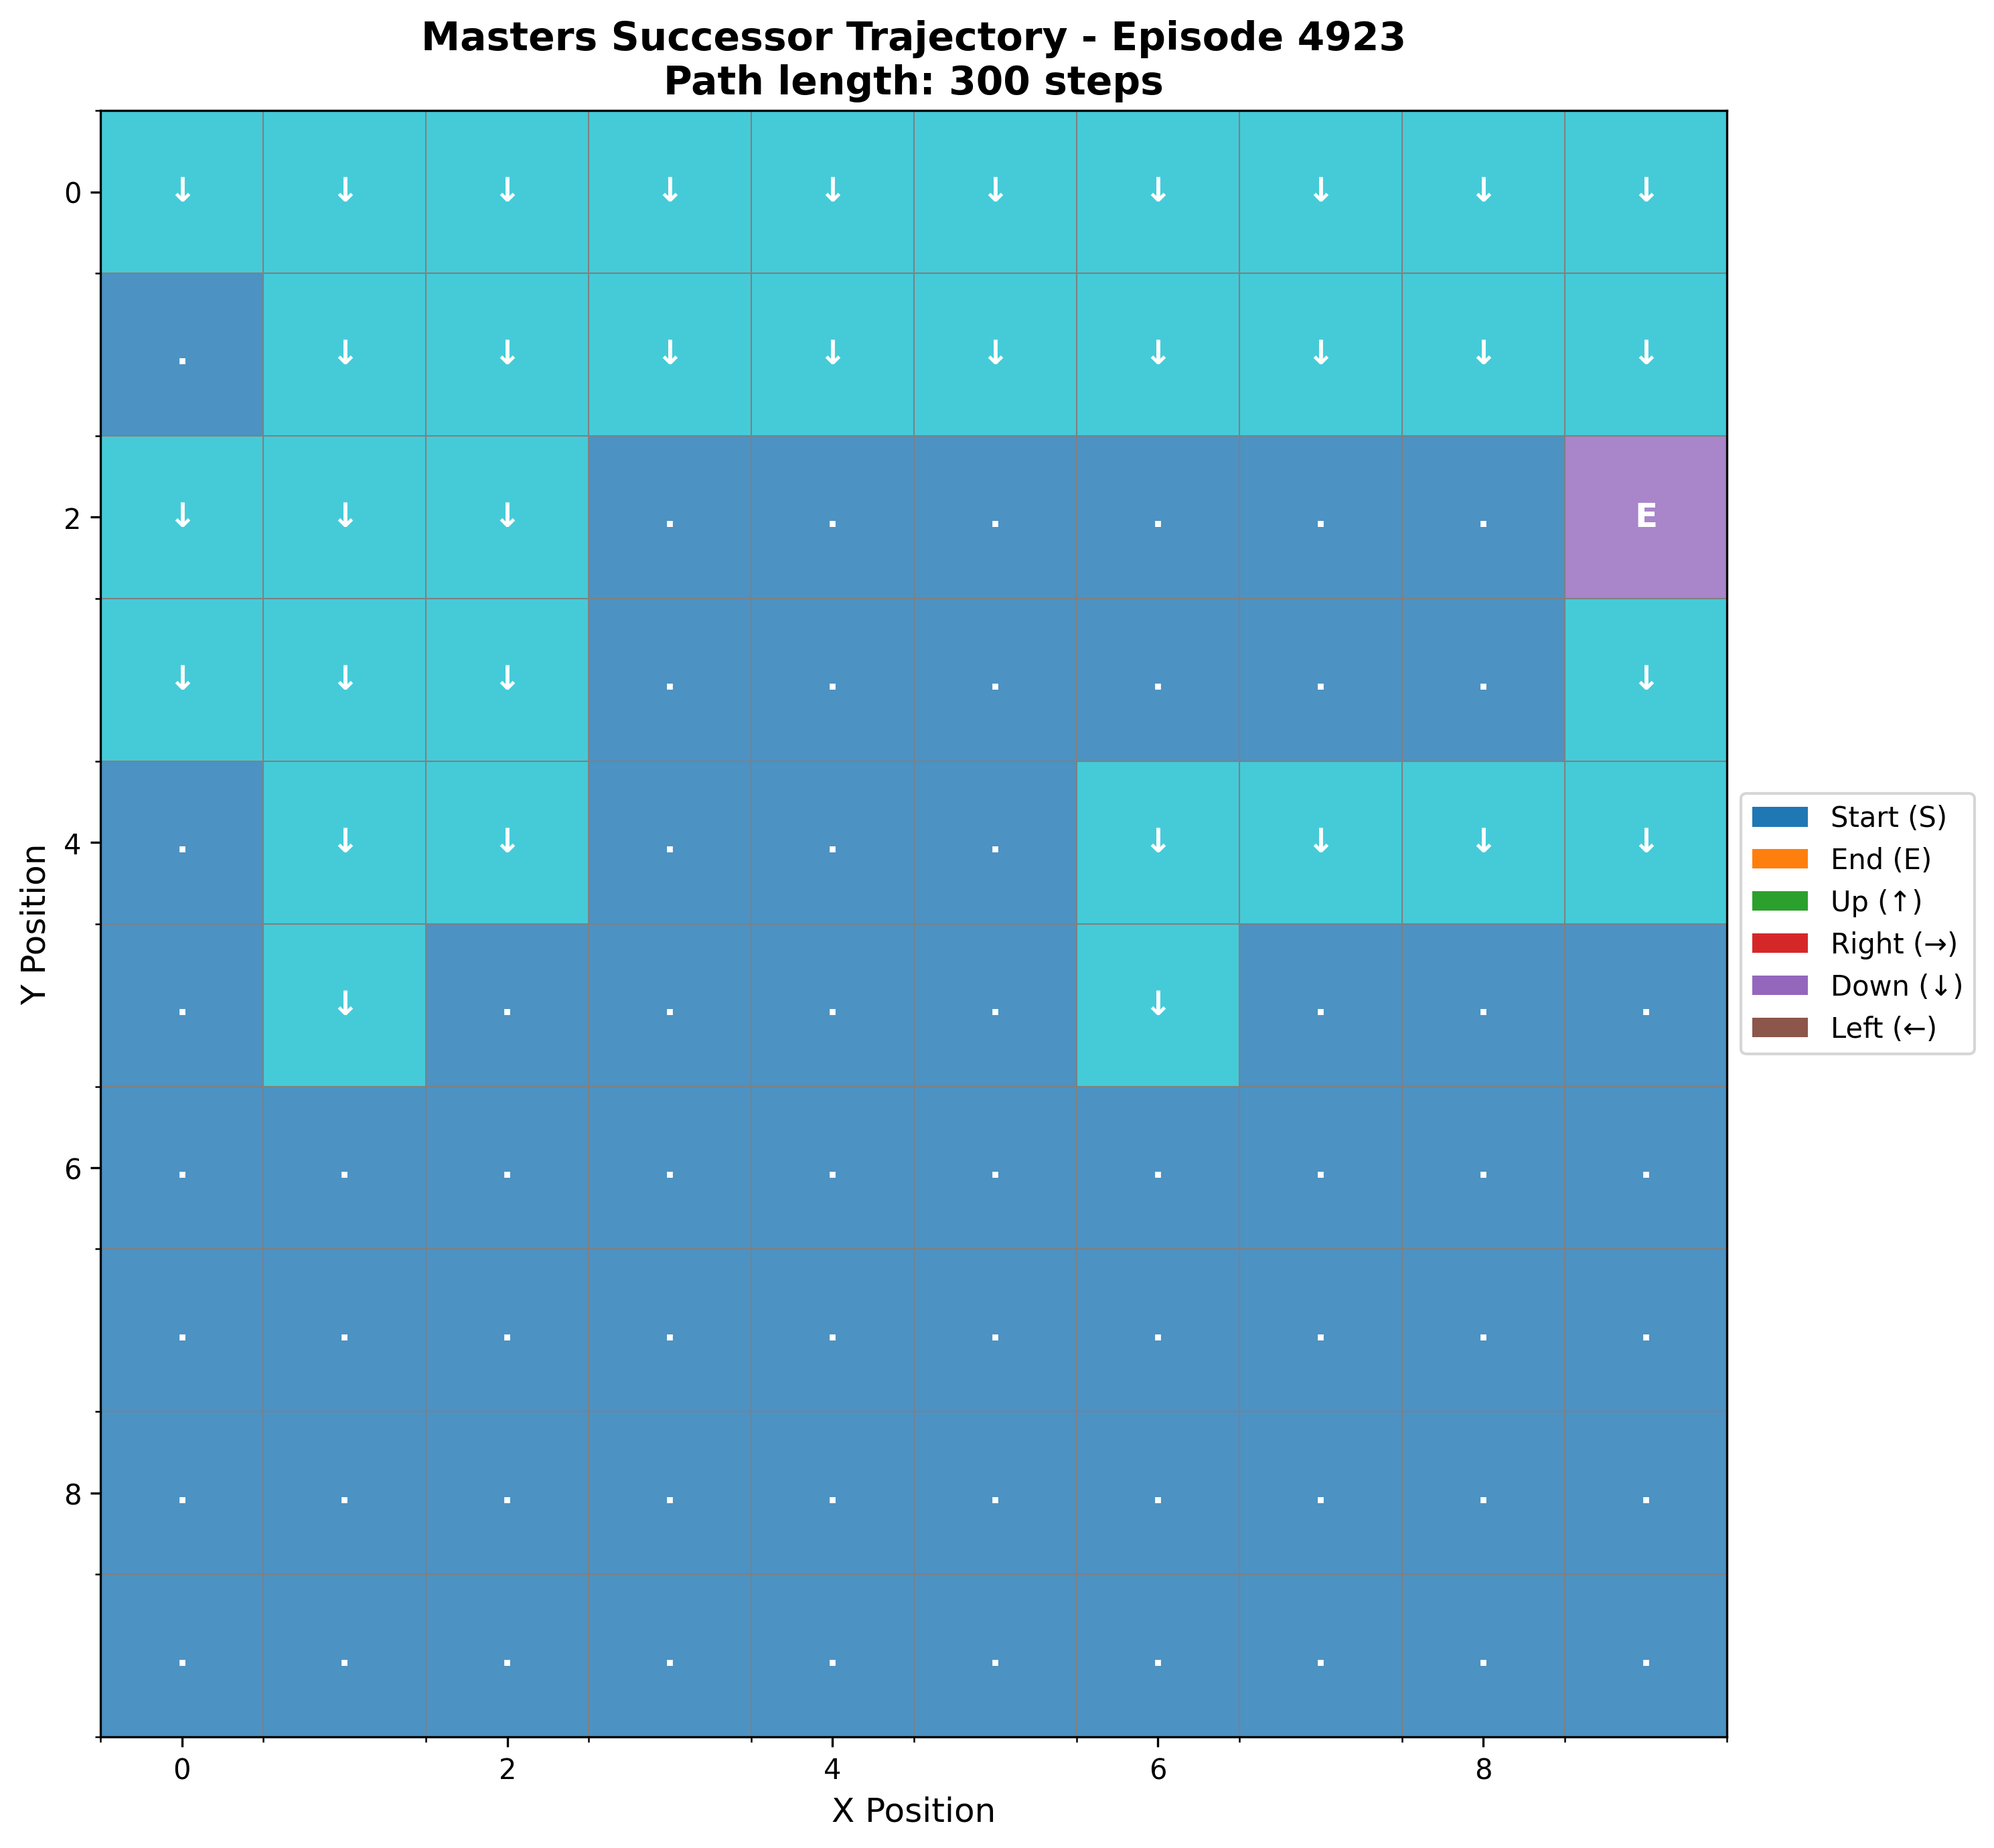 Masters Successor Trajectory - Episode 4923
Path length: 300 steps
0 ↓ ↓ ↓ ↓ ↓ ↓ ↓ ↓ ↓ ↓
. ↓ ↓ ↓ ↓ ↓ ↓ ↓ ↓ ↓
2 ↓ ↓ ↓ . . . . . . E
↓ ↓ ↓ . . . . . . ↓
4 . ↓ ↓ . . . ↓ ↓ ↓ ↓
. ↓ . . . . ↓ . . .
6 . . . . . . . . . .
. . . . . . . . . .
8 . . . . . . . . . .
. . . . . . . . . .
0 2 4 6 8
X Position
Y Position
Start (S)
End (E)
Up (↑)
Right (→)
Down (↓)
Left (←)